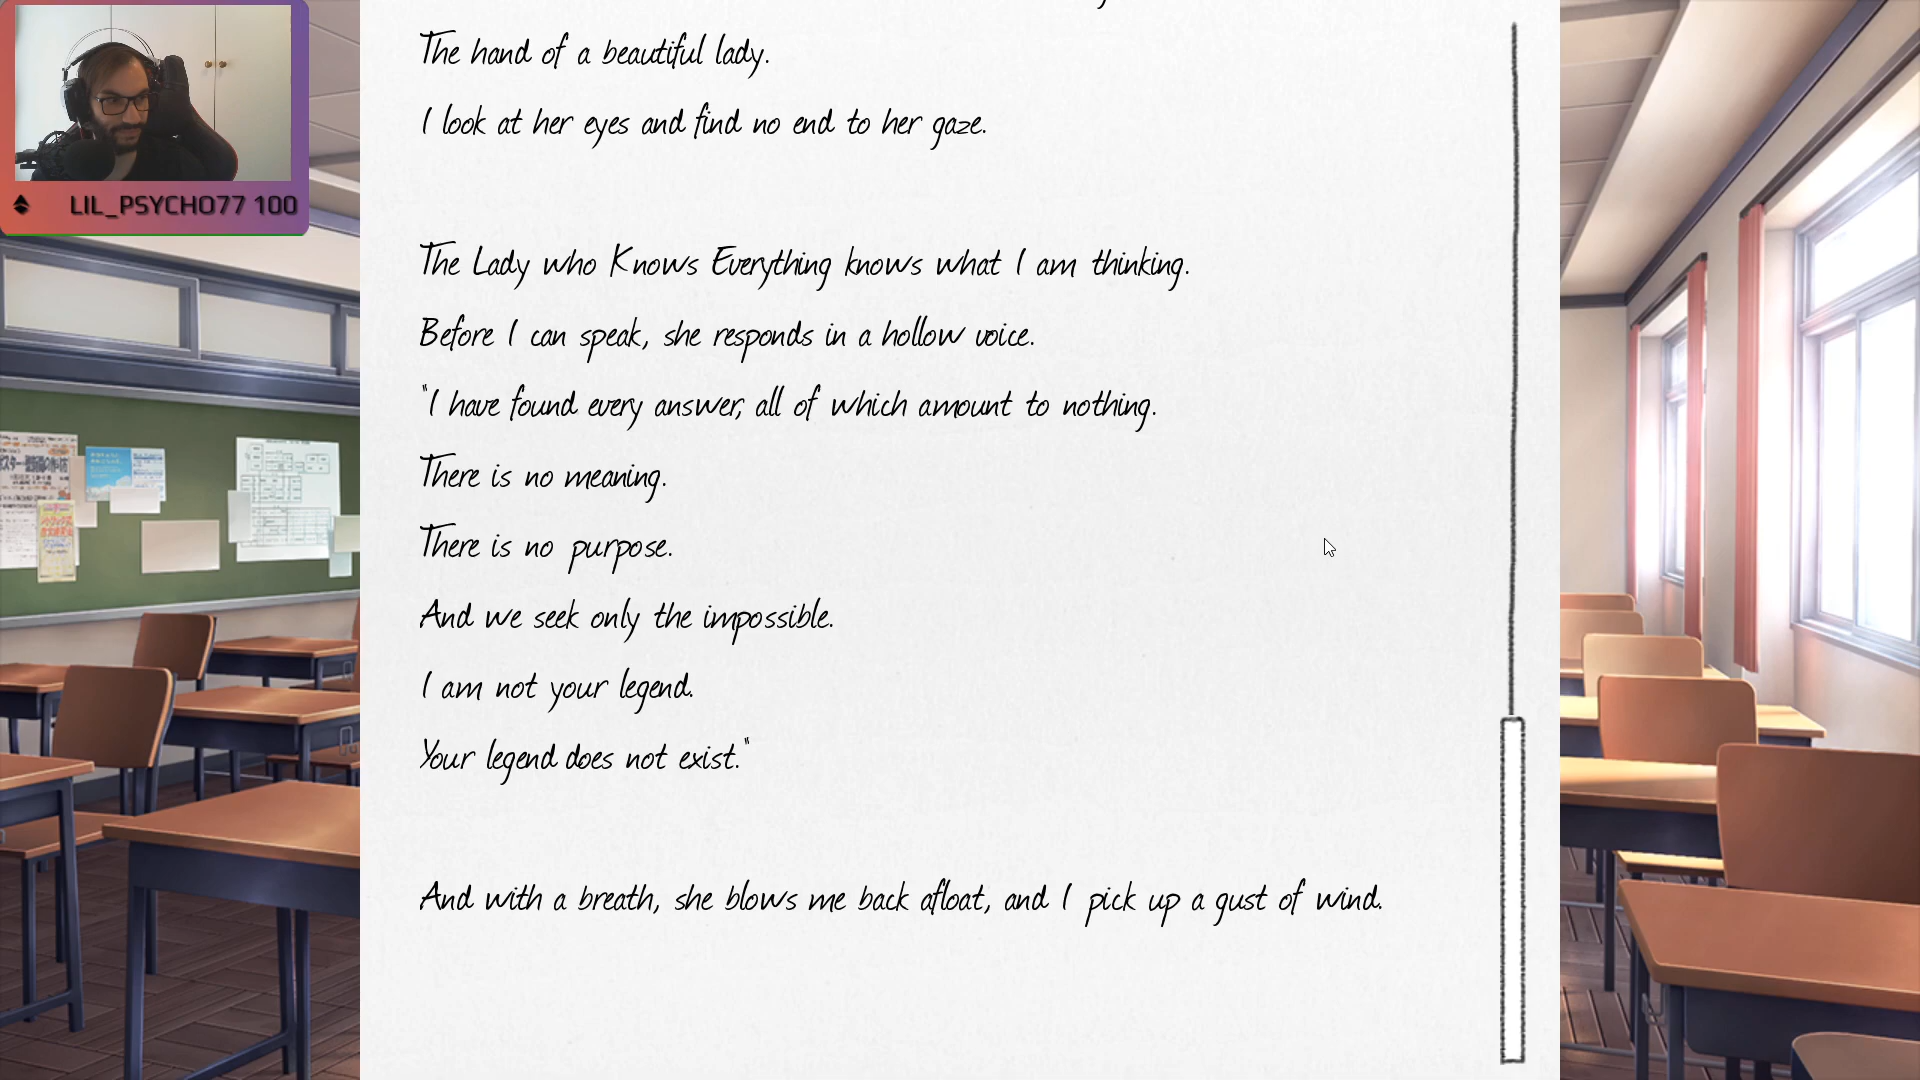 The hand of a beautiful lady.
I look at her eyes and find no end to her gaze.
The Lady who Knows Everything knows what I am thinking.
Before I can speak, she responds in a hollow voice.
"I have found every answer, all of which amount to nothing.
There is no meaning.
There is no purpose.
And we seek only the impossible.
I am not your legend.
Your legend does not exist."
And with a breath, she blows me back afloat, and I pick up a gust of wind.
LIL_PSYCHO77 100